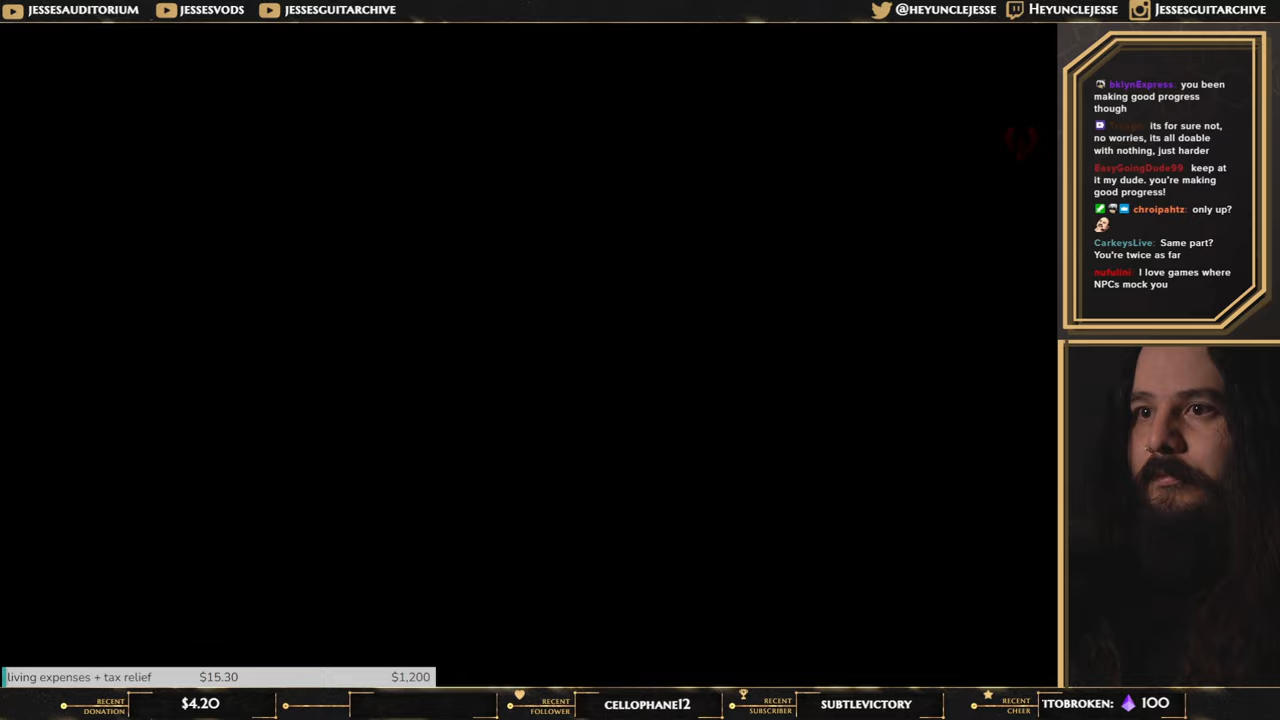 JESSESAUDITORIUM JESSESVODS JESSESGUITARCHIVE @HEYUNCLEJESSE HEYUNCLEJESSE JESSESGUITARCHIVE
bklynExpress: you been
making good progress
though
its for sure not,
no worries, its all doable
with nothing, just harder
EasyGoingDude99 keep at
it my dude. you're making
good progress!
chroipahtz: only up?
CarkeysLive: Same part?
You're twice as far
nufulini I love games where
NPCs mock you
living expenses + tax relief $15.30 $1,200
RECENT DONATION $4.20
RECENT FOLLOWER CELLOPHANE12
RECENT SUBSCRIBER SUBTLEVICTORY
RECENT CHEER TTOBROKEN: 100